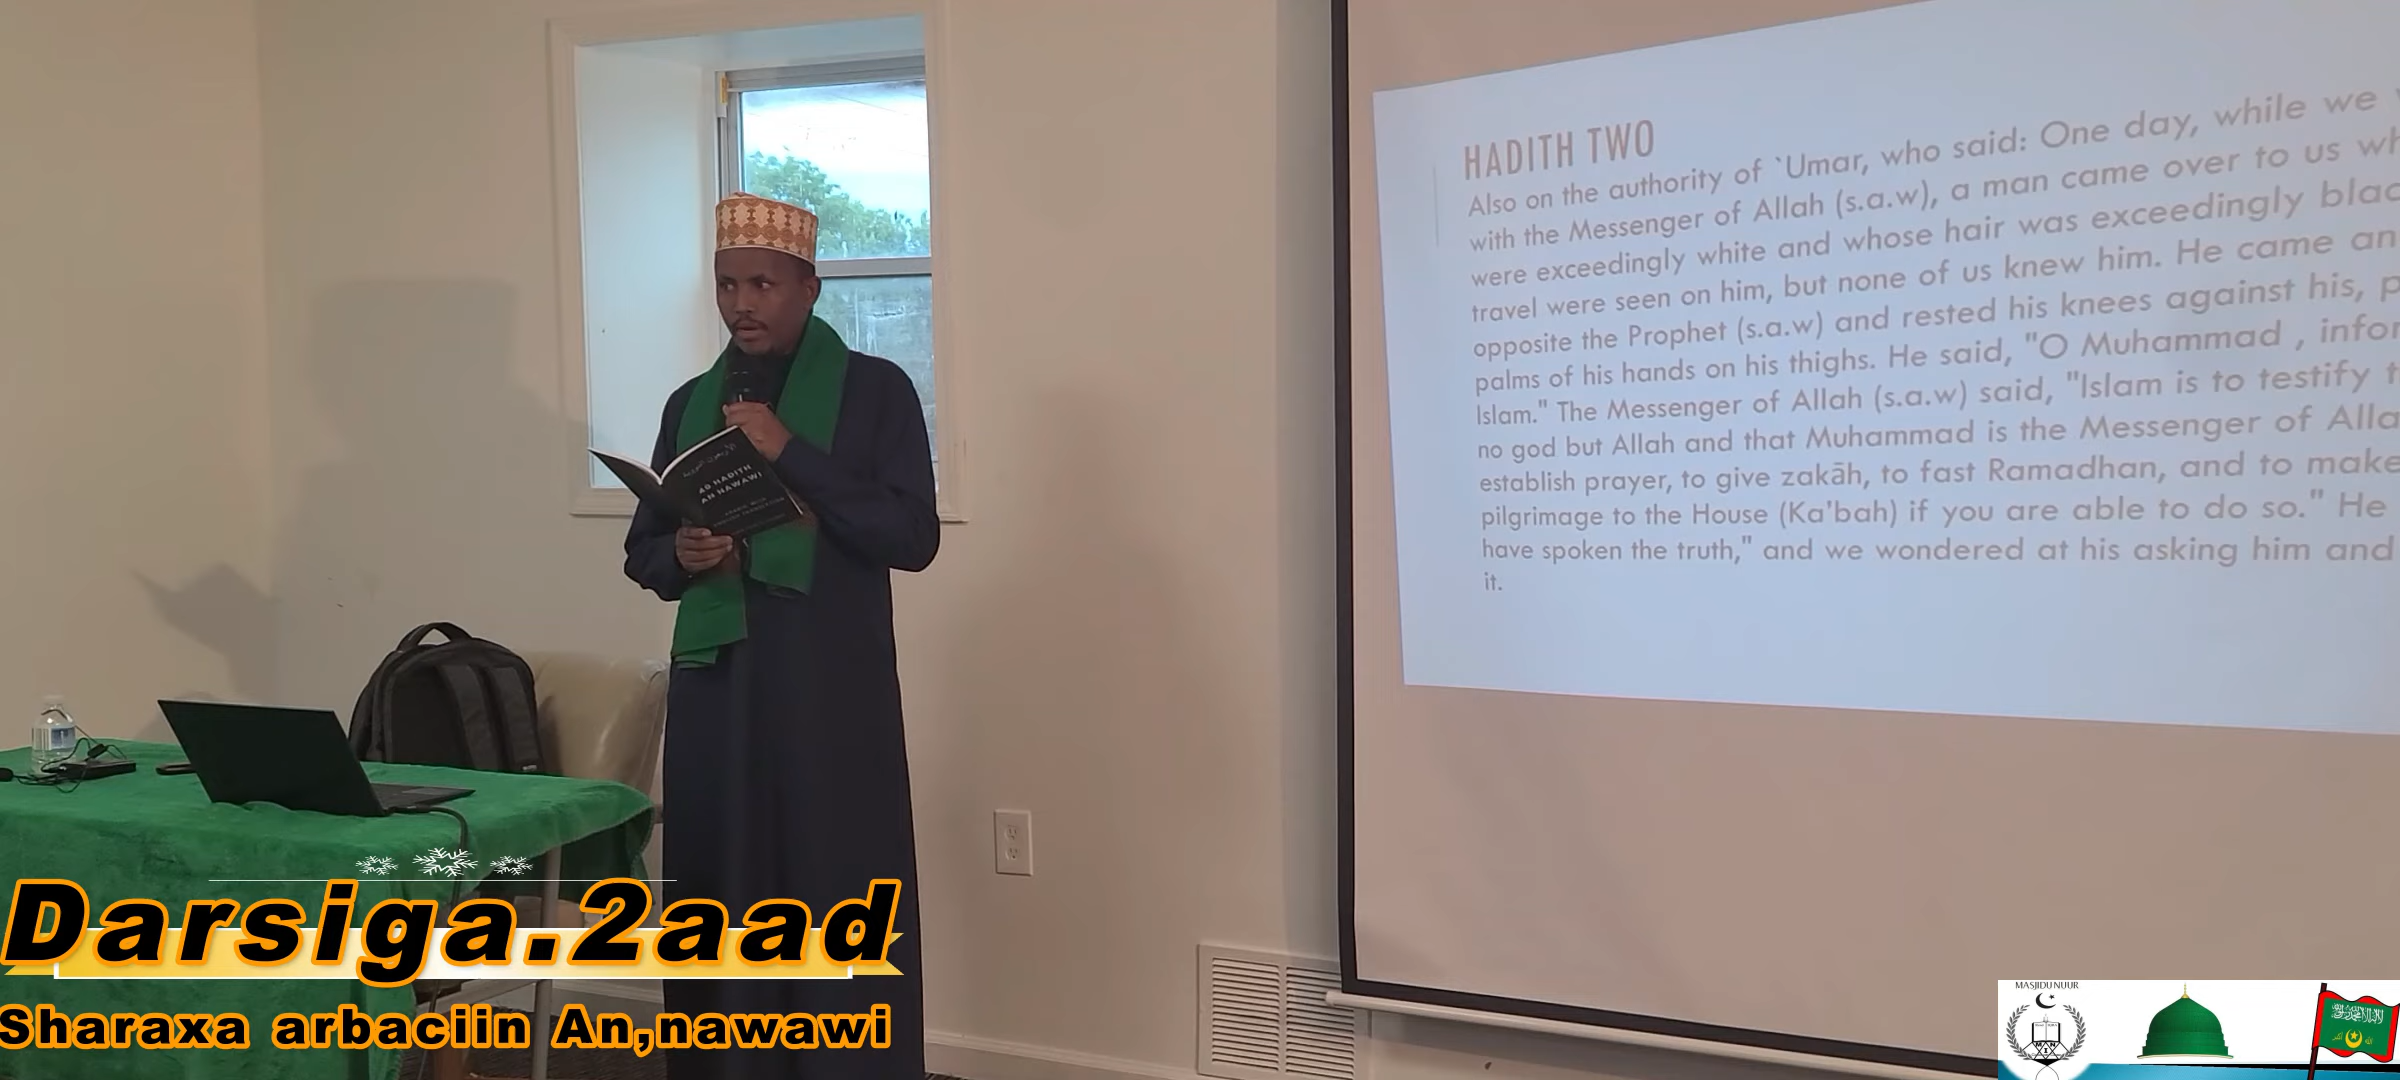 HADITH TWO
Also on the authority of `Umar, who said: One day, while we
with the Messenger of Allah (s.a.w), a man came over to us
were exceedingly white and whose hair was exceedingly
travel were seen on him, but none of us knew him. He came
opposite the Prophet (s.a.w) and rested his knees against his,
palms of his hands on his thighs. He said, "O Muhammad ,
Islam." The Messenger of Allah (s.a.w) said, "Islam is to testify
no god but Allah and that Muhammad is the Messenger of
establish prayer, to give zakāh, to fast Ramadhan, and to make
pilgrimage to the House (Ka'bah) if you are able to do so." He
have spoken the truth," and we wondered at his asking him and
it.
40 HADITH
AN NAWAWI
ARABIC WITH
ENGLISH TRANSLATION
Darsiga.2aad
Sharaxa arbaciin An,nawawi
MASJIDU NUUR